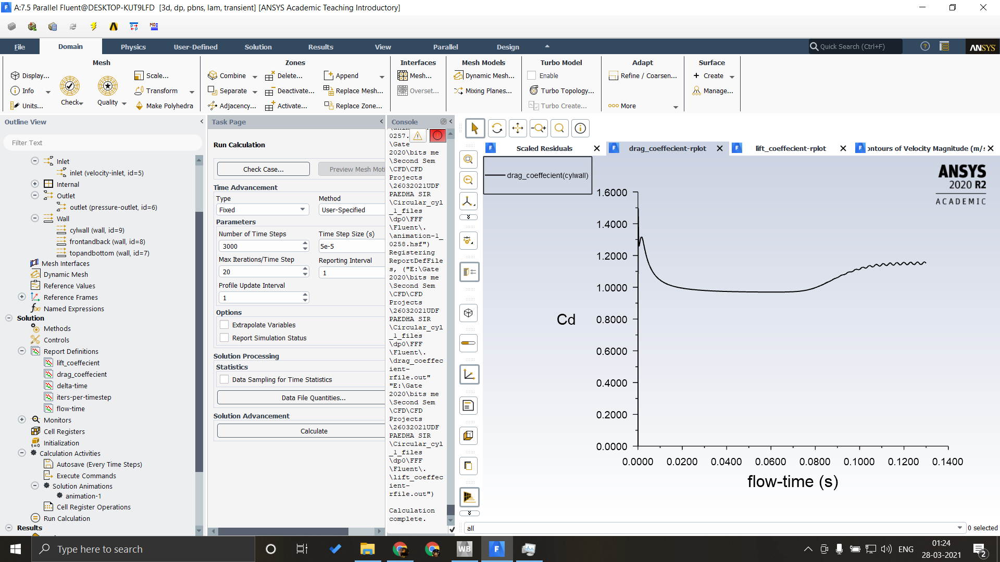 A:7.5 Parallel Fluent@DESKTOP-KUT9LFD [3d, dp, pbns, lam, transient] [ANSYS Academic Teaching Introductory]
File Domain Physics User-Defined Solution Results View Parallel Design Quick Search (Ctrl+F) ANSYS
Mesh Zones Interfaces Mesh Models Turbo Model Adapt Surface
Display... Scale... Combine Delete... Append Mesh... Dynamic Mesh... Enable Refine / Coarsen... Create
Info Transform Separate Deactivate... Replace Mesh... Overset... Mixing Planes... Turbo Topology... Manage...
Check Quality
Units... Make Polyhedra Adjacency... Activate... Replace Zone... Turbo Create... More
Outline View
Filter Text
Inlet
inlet (velocity-inlet, id=5)
Internal
Outlet
outlet (pressure-outlet, id=6)
Wall
cylwall (wall, id=9)
frontandback (wall, id=8)
topandbottom (wall, id=7)
Mesh Interfaces
Dynamic Mesh
Reference Values
Reference Frames
Named Expressions
Solution
Methods
Controls
Report Definitions
lift_coeffecient
drag_coeffecient
delta-time
iters-per-timestep
flow-time
Monitors
Cell Registers
Initialization
Calculation Activities
Autosave (Every Time Steps)
Execute Commands
Solution Animations
animation-1
Cell Register Operations
Run Calculation
Results
Task Page
Run Calculation
Check Case... Preview Mesh Moti
Time Advancement
Type Method
Fixed User-Specified
Parameters
Number of Time Steps Time Step Size (s)
3000 5e-5
Max Iterations/Time Step Reporting Interval
20 1
Profile Update Interval
1
Options
Extrapolate Variables
Report Simulation Status
Solution Processing
Statistics
Data Sampling for Time Statistics
Data File Quantities...
Solution Advancement
Calculate
Console
0257.
\Gate
2020\bits me
\Second Sem
\CFD\CFD
Projects
\26032021UDF
PAEDHA SIR
\Circular_cyl
_1_files
\dp0\FFF
\Fluent\.
\animation-1_
0258.hsf")
Registering
ReportDefFile
s, ("E:\Gate
2020\bits me
\Second Sem
\CFD\CFD
Projects
\26032021UDF
PAEDHA SIR
\Circular_cyl
_1_files
\dp0\FFF
\Fluent\.
\drag_coeffec
ient-
rfile.out"
"E:\Gate
2020\bits me
\Second Sem
\CFD\CFD
Projects
\26032021UDF
PAEDHA SIR
\Circular_cyl
_1_files
\dp0\FFF
\Fluent\.
\lift_coeffec
ient-
rfile.out")
Calculation
complete.
Scaled Residuals drag_coeffecient-rplot lift_coeffecient-rplot ontours of Velocity Magnitude (m/s
drag_coeffecient(cylwall)
ANSYS
2020 R2
ACADEMIC
1.6000
1.4000
1.2000
1.0000
0.8000
0.6000
0.4000
0.2000
0.0000
Cd
0.0000 0.0200 0.0400 0.0600 0.0800 0.1000 0.1200 0.1400
flow-time (s)
all 0 selected
Type here to search
WB
F
ENG
01:24
28-03-2021
2